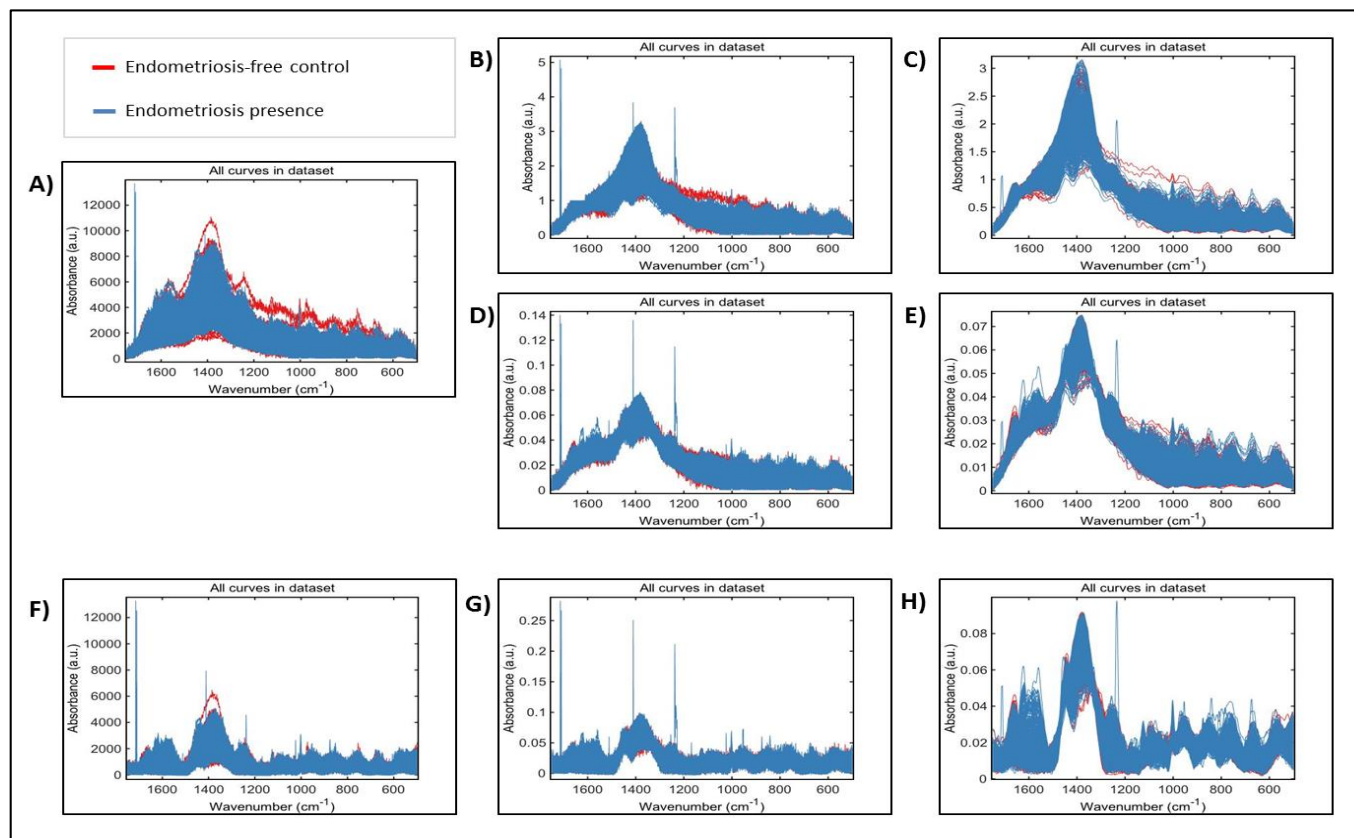 Endometriosis-free control
Endometriosis presence
A)
All curves in dataset
Absorbance (a.u.)
12000
10000
8000
6000
4000
2000
0
1600 1400 1200 1000 800 600
Wavenumber (cm-1)
B)
All curves in dataset
Absorbance (a.u.)
5
4
3
2
1
0
1600 1400 1200 1000 800 600
Wavenumber (cm-1)
C)
All curves in dataset
Absorbance (a.u.)
3
2.5
2
1.5
1
0.5
0
1600 1400 1200 1000 800 600
Wavenumber (cm-1)
D)
All curves in dataset
Absorbance (a.u.)
0.14
0.12
0.1
0.08
0.06
0.04
0.02
0
1600 1400 1200 1000 800 600
Wavenumber (cm-1)
E)
All curves in dataset
Absorbance (a.u.)
0.07
0.06
0.05
0.04
0.03
0.02
0.01
0
1600 1400 1200 1000 800 600
Wavenumber (cm-1)
F)
All curves in dataset
Absorbance (a.u.)
12000
10000
8000
6000
4000
2000
0
1600 1400 1200 1000 800 600
Wavenumber (cm-1)
G)
All curves in dataset
Absorbance (a.u.)
0.25
0.2
0.15
0.1
0.05
0
1600 1400 1200 1000 800 600
Wavenumber (cm-1)
H)
All curves in dataset
Absorbance (a.u.)
0.08
0.06
0.04
0.02
0
1600 1400 1200 1000 800 600
Wavenumber (cm-1)